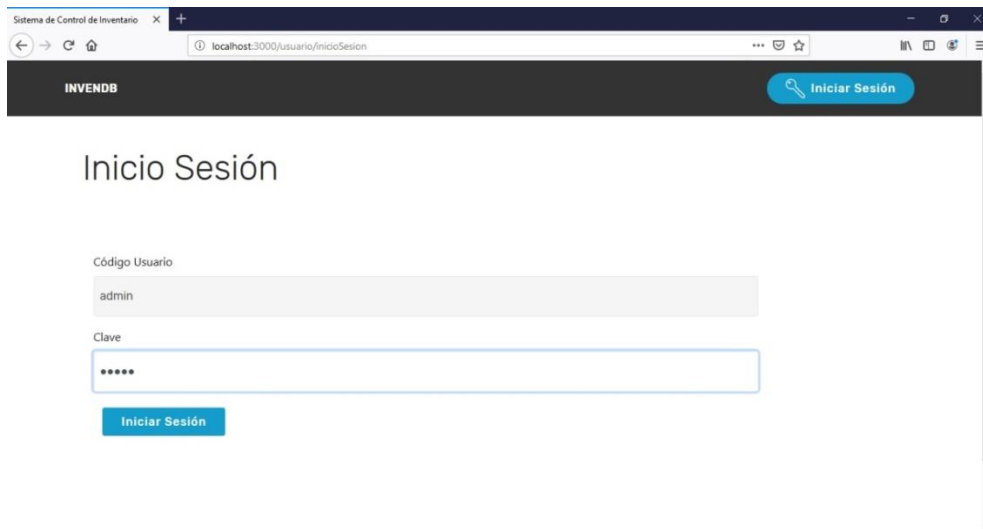 Sistema de Control de Inventario
localhost:3000/usuario/inicioSesion
INVENDB
Iniciar Sesión
Inicio Sesión
Código Usuario
admin
Clave
•••••
Iniciar Sesión